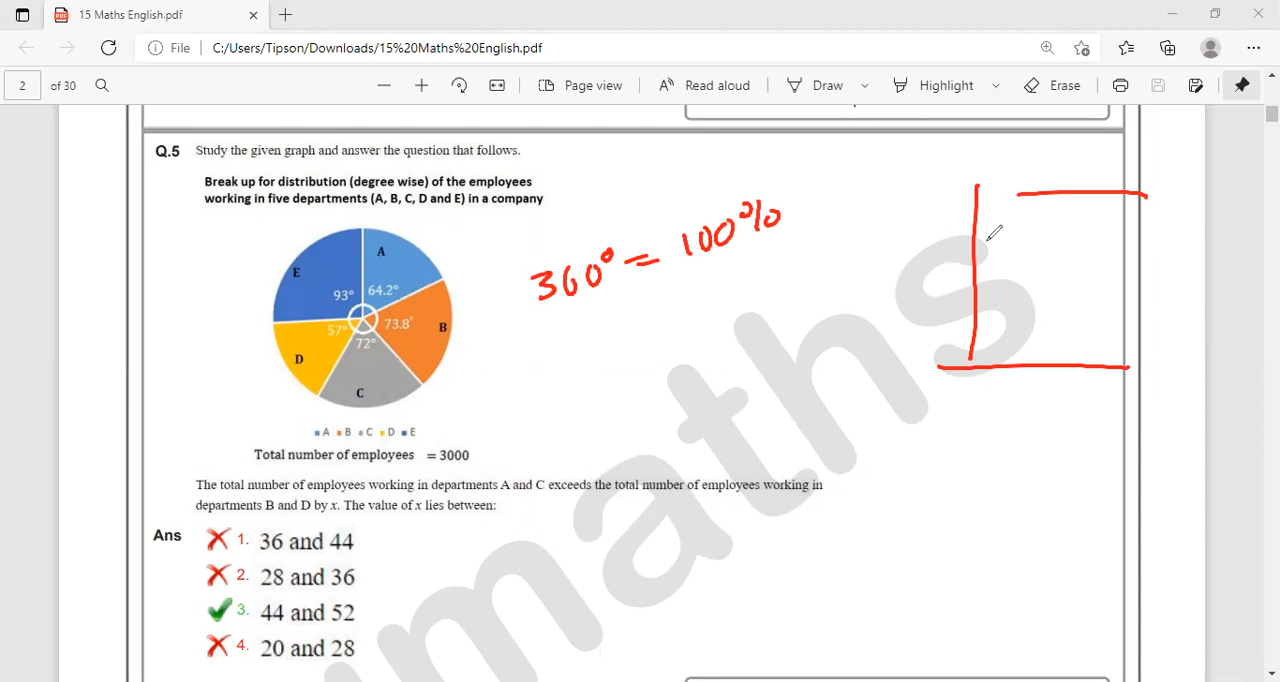 15 Maths English.pdf
File C:/Users/Tipson/Downloads/15%20Maths%20English.pdf
2 of 30 Page view Read aloud Draw Highlight Erase
Q.5 Study the given graph and answer the question that follows.
Break up for distribution (degree wise) of the employees
working in five departments (A, B, C, D and E) in a company
360° = 100%
A
E
93° 64.2°
B
73.8°
57°
72°
D
C
A B C D E
Total number of employees = 3000
The total number of employees working in departments A and C exceeds the total number of employees working in
departments B and D by x. The value of x lies between:
Ans 1. 36 and 44
2. 28 and 36
3. 44 and 52
4. 20 and 28
maths